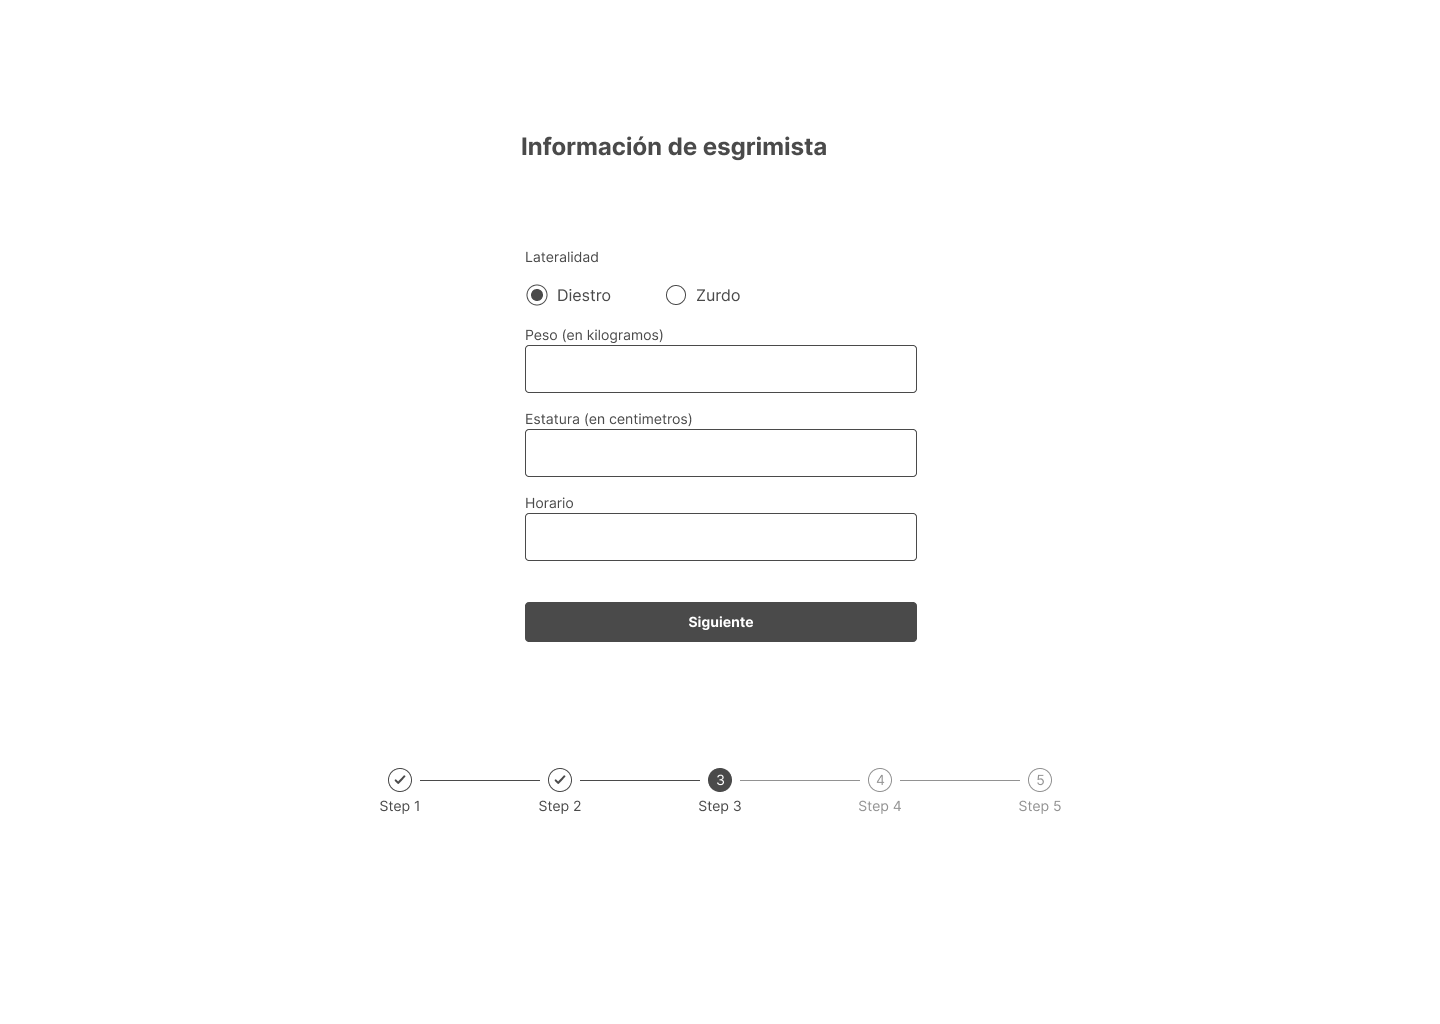 Información de esgrimista
Lateralidad
Diestro Zurdo
Peso (en kilogramos)
Estatura (en centimetros)
Horario
Siguiente
3 4 5
Step 1 Step 2 Step 3 Step 4 Step 5